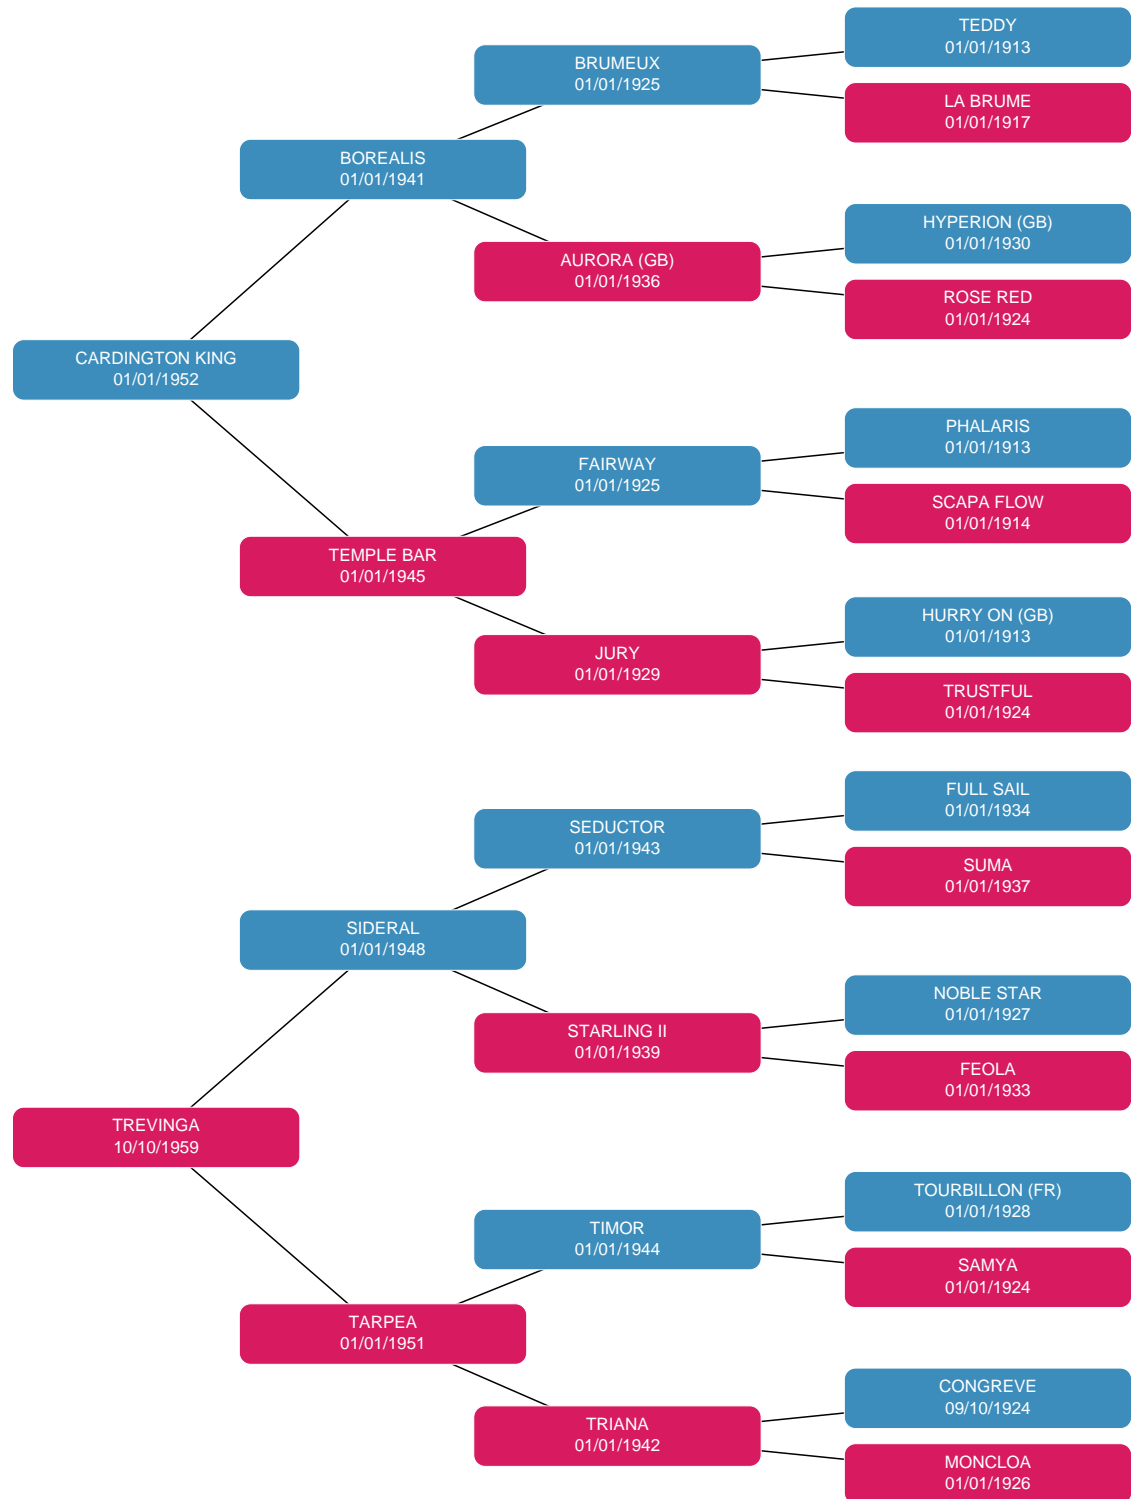 TEDDY
01/01/1913
BRUMEUX
01/01/1925
LA BRUME
01/01/1917
BOREALIS
01/01/1941
HYPERION (GB)
01/01/1930
AURORA (GB)
01/01/1936
ROSE RED
01/01/1924
CARDINGTON KING
01/01/1952
PHALARIS
01/01/1913
FAIRWAY
01/01/1925
SCAPA FLOW
01/01/1914
TEMPLE BAR
01/01/1945
HURRY ON (GB)
01/01/1913
JURY
01/01/1929
TRUSTFUL
01/01/1924
FULL SAIL
01/01/1934
SEDUCTOR
01/01/1943
SUMA
01/01/1937
SIDERAL
01/01/1948
NOBLE STAR
01/01/1927
STARLING II
01/01/1939
FEOLA
01/01/1933
TREVINGA
10/10/1959
TOURBILLON (FR)
01/01/1928
TIMOR
01/01/1944
SAMYA
01/01/1924
TARPEA
01/01/1951
CONGREVE
09/10/1924
TRIANA
01/01/1942
MONCLOA
01/01/1926